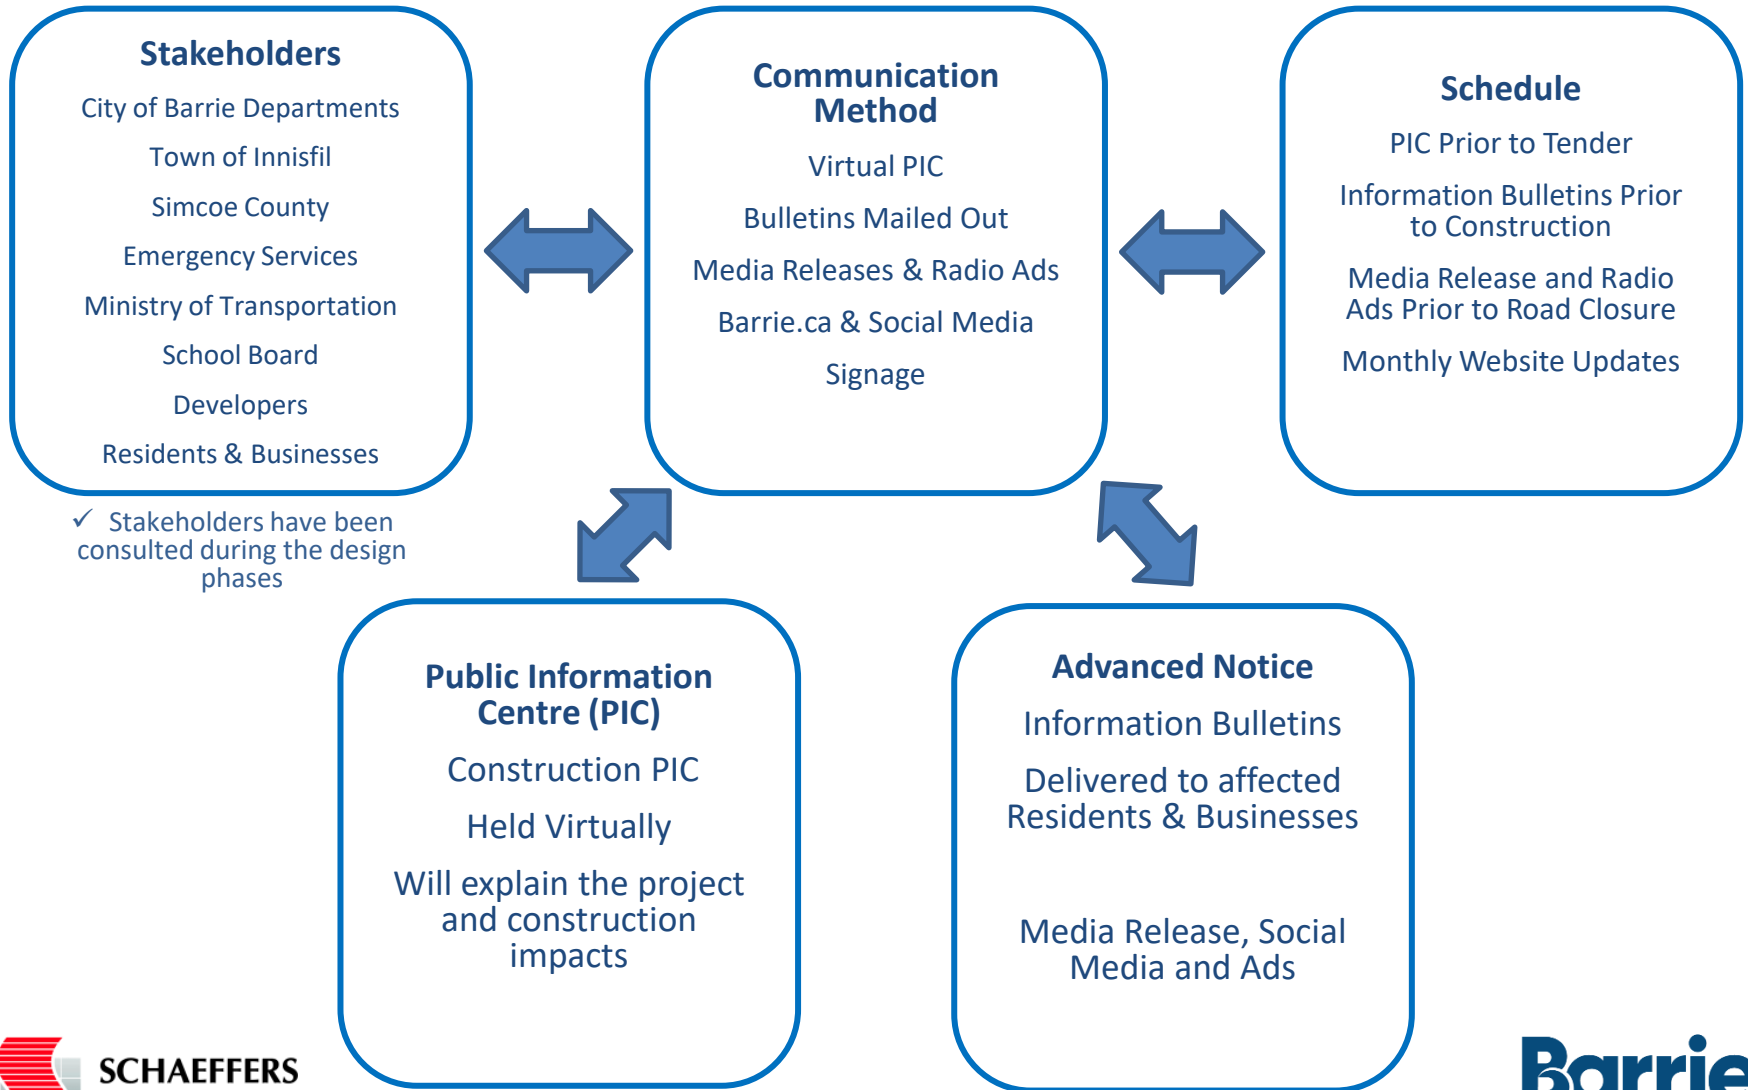 Stakeholders
City of Barrie Departments
Town of Innisfil
Simcoe County
Emergency Services
Ministry of Transportation
School Board
Developers
Residents & Businesses
✓ Stakeholders have been
consulted during the design
phases
Communication
Method
Virtual PIC
Bulletins Mailed Out
Media Releases & Radio Ads
Barrie.ca & Social Media
Signage
Schedule
PIC Prior to Tender
Information Bulletins Prior
to Construction
Media Release and Radio
Ads Prior to Road Closure
Monthly Website Updates
Public Information
Centre (PIC)
Construction PIC
Held Virtually
Will explain the project
and construction
impacts
Advanced Notice
Information Bulletins
Delivered to affected
Residents & Businesses
Media Release, Social
Media and Ads
SCHAEFFERS
Barrie